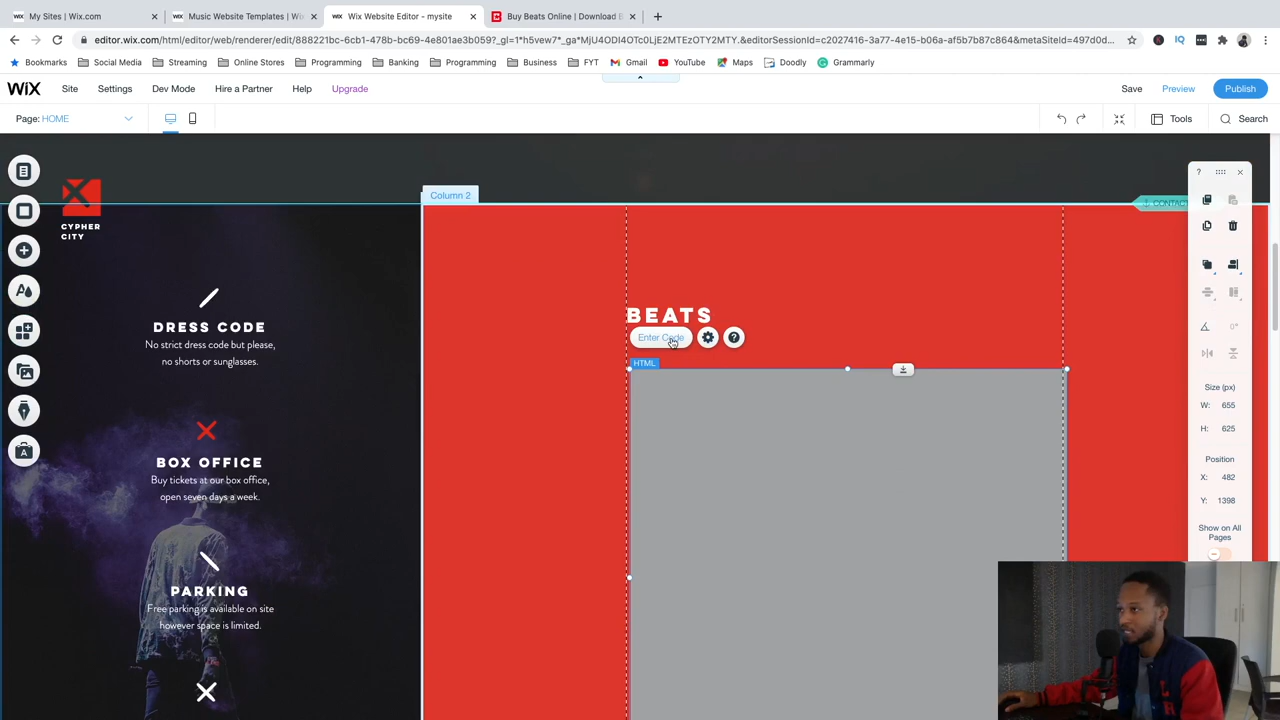 My Sites | Wix.com
Music Website Templates | Wi
Wix Website Editor - mysite
Buy Beats Online | Download B
editor.wix.com/html/editor/web/renderer/edit/888221bc-6cb1-478b-bc69-4e801ae3b059?_gl=1*h5vew7*_ga*MjU4ODI4OTc0LjE2MTEzOTY2MTY.&editorSessionId=c2027416-3a77-4e15-b06a-af5b7b87c864&metaSiteId=497d0d...
Bookmarks
Social Media
Streaming
Online Stores
Programming
Banking
Programming
Business
FYT
Gmail
YouTube
Maps
Doodly
Grammarly
WiX
Site
Settings
Dev Mode
Hire a Partner
Help
Upgrade
Save
Preview
Publish
Page: HOME
Tools
Search
Column 2
CONTACT
CYPHER
CITY
DRESS CODE
No strict dress code but please,
no shorts or sunglasses.
BOX OFFICE
Buy tickets at our box office,
open seven days a week.
PARKING
Free parking is available on site
however space is limited.
BEATS
Enter Code
HTML
0°
Size (px)
W: 655
H: 625
Position
X: 482
Y: 1398
Show on All
Pages